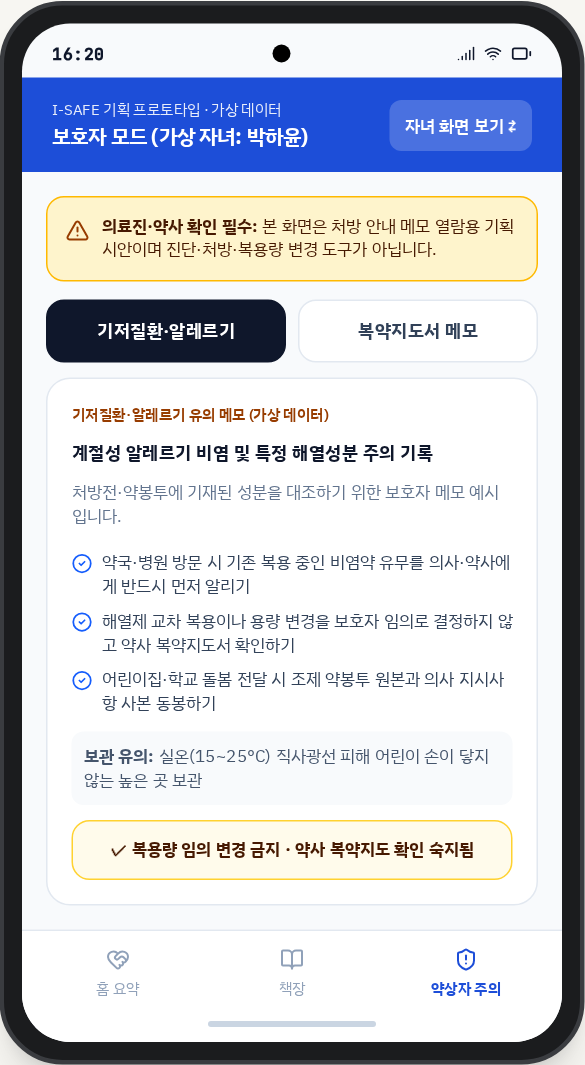 16:20
I-SAFE 기획 프로토타입 · 가상 데이터
보호자 모드 (가상 자녀: 박하윤)
자녀 화면 보기
의료진·약사 확인 필수: 본 화면은 처방 안내 메모 열람용 기획
시안이며 진단·처방·복용량 변경 도구가 아닙니다.
기저질환·알레르기
복약지도서 메모
기저질환·알레르기 유의 메모 (가상 데이터)
계절성 알레르기 비염 및 특정 해열성분 주의 기록
처방전·약봉투에 기재된 성분을 대조하기 위한 보호자 메모 예시
입니다.
약국·병원 방문 시 기존 복용 중인 비염약 유무를 의사·약사에
게 반드시 먼저 알리기
해열제 교차 복용이나 용량 변경을 보호자 임의로 결정하지 않
고 약사 복약지도서 확인하기
어린이집·학교 돌봄 전달 시 조제 약봉투 원본과 의사 지시사
항 사본 동봉하기
보관 유의: 실온(15~25°C) 직사광선 피해 어린이 손이 닿지
않는 높은 곳 보관
✓ 복용량 임의 변경 금지 · 약사 복약지도 확인 숙지됨
홈 요약
책장
약상자 주의